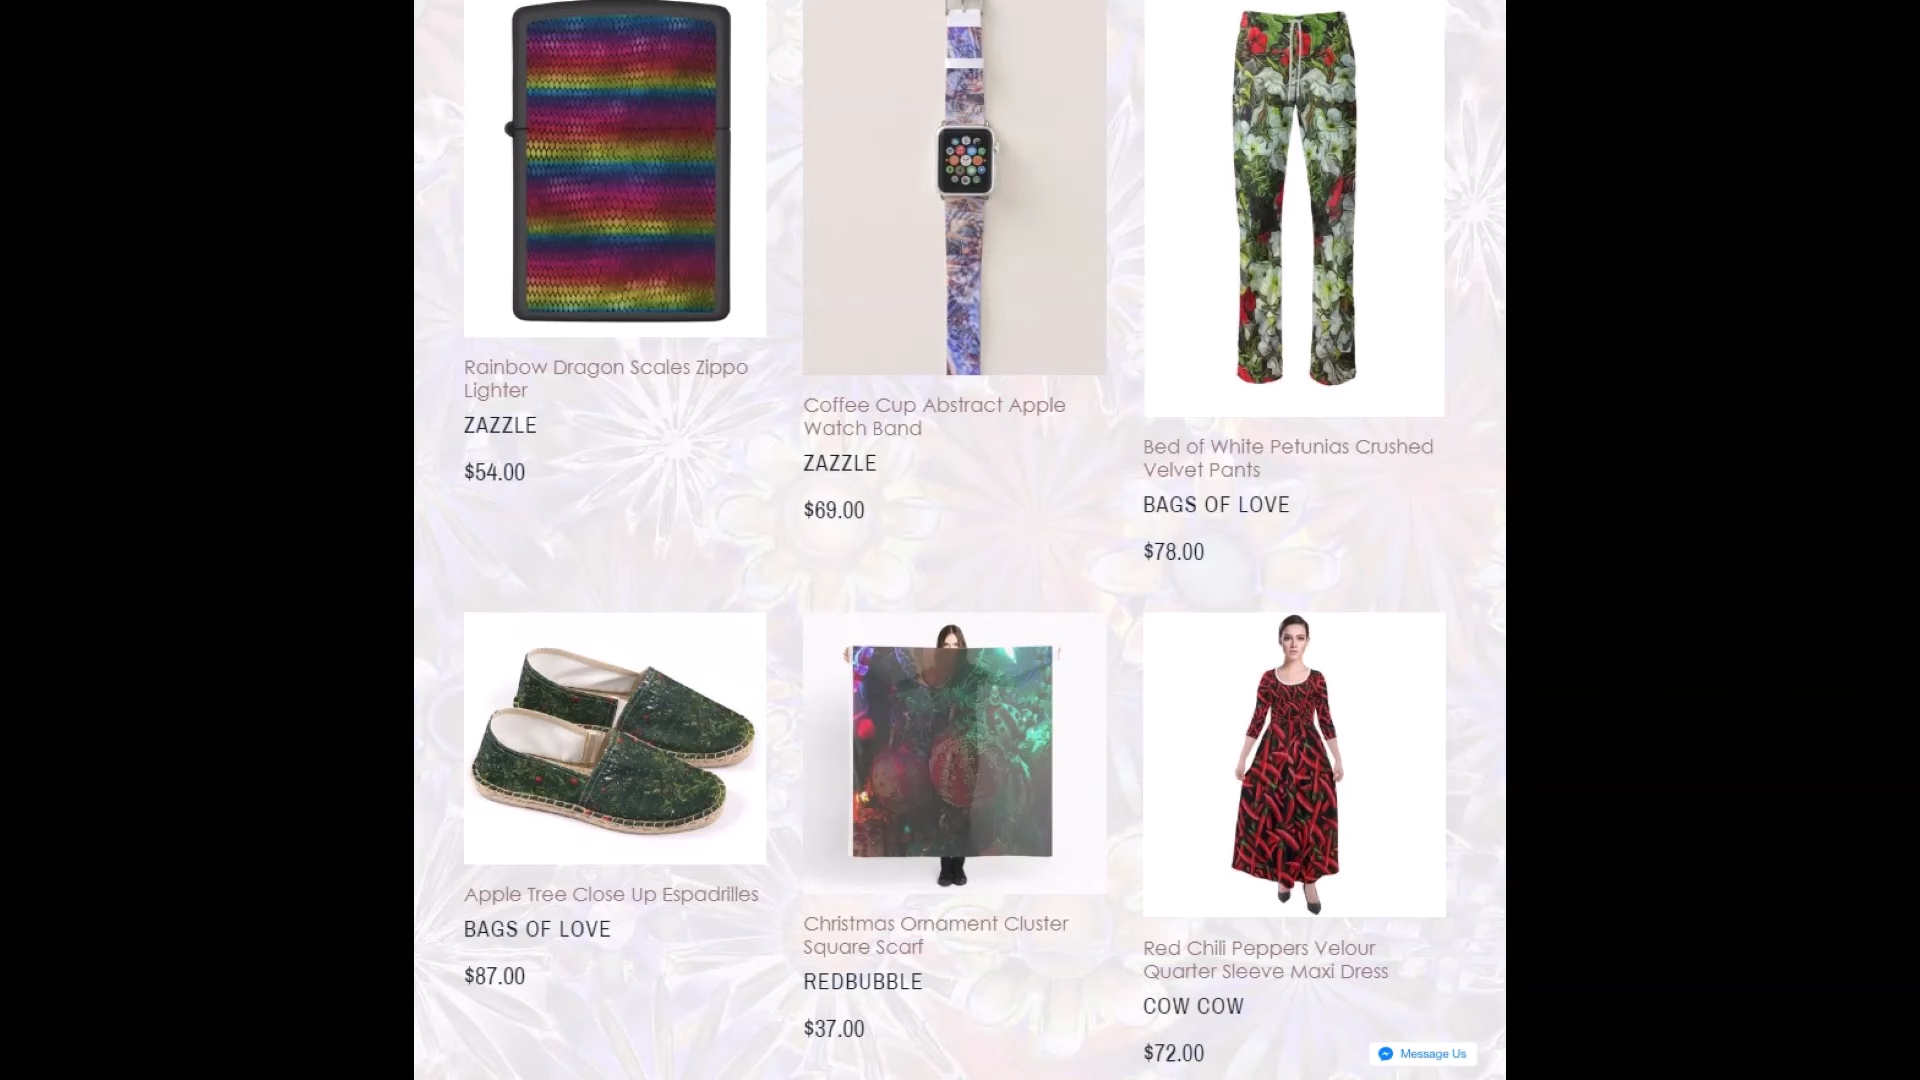 Rainbow Dragon Scales Zippo
Lighter
ZAZZLE
$54.00
Coffee Cup Abstract Apple
Watch Band
ZAZZLE
$69.00
Bed of White Petunias Crushed
Velvet Pants
BAGS OF LOVE
$78.00
Apple Tree Close Up Espadrilles
BAGS OF LOVE
$87.00
Christmas Ornament Cluster
Square Scarf
REDBUBBLE
$37.00
Red Chili Peppers Velour
Quarter Sleeve Maxi Dress
COW COW
$72.00
Message Us